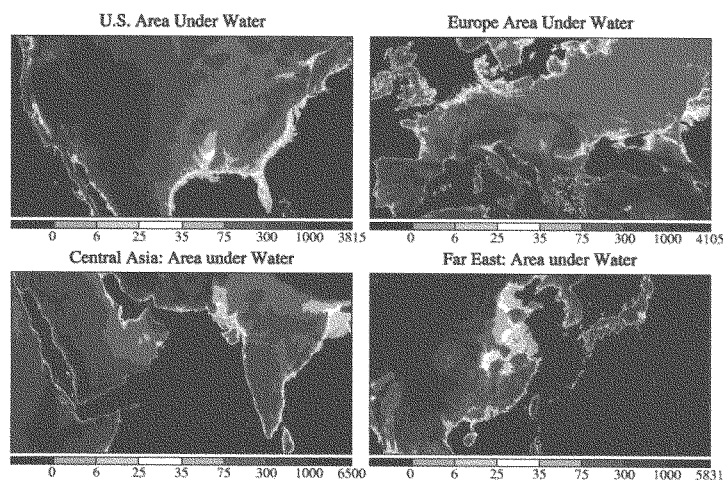 U.S. Area Under Water
Europe Area Under Water
0 6 25 35 75 300 1000 3815
0 6 25 35 75 300 1000 4105
Central Asia: Area under Water
Far East: Area under Water
0 6 25 35 75 300 1000 6500
0 6 25 35 75 300 1000 5831